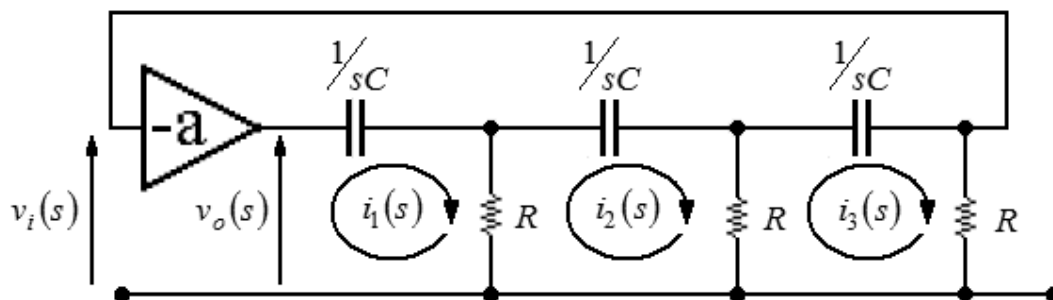 1/sC 1/sC 1/sC
-a
v_i(s) v_o(s) i_1(s) R i_2(s) R i_3(s) R